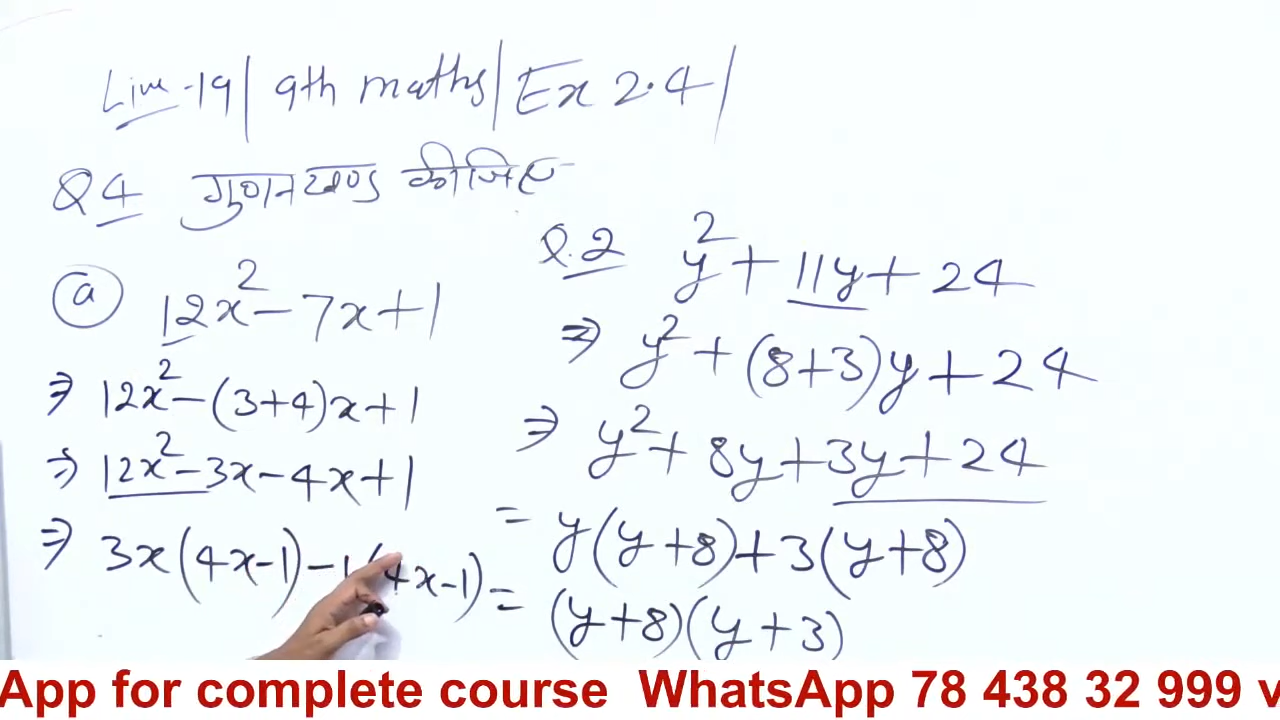 Live-19| 9th maths| Ex 2.4|
Q4 गुणनखण्ड कीजिए
(a) 12x² - 7x + 1
⇒ 12x² - (3+4)x + 1
⇒ 12x² - 3x - 4x + 1
⇒ 3x(4x-1) - 1(4x-1)
Q.2 y² + 11y + 24
⇒ y² + (8+3)y + 24
⇒ y² + 8y + 3y + 24
= y(y+8)+3(y+8)
= (y+8)(y+3)
App for complete course WhatsApp 78 438 32 999 v